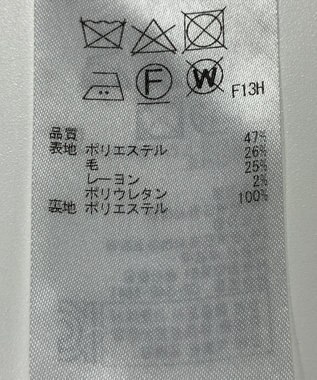 F W F13H
品質
表地 ポリエステル 47%
毛 26%
レーヨン 25%
ポリウレタン 2%
裏地 ポリエステル 100%